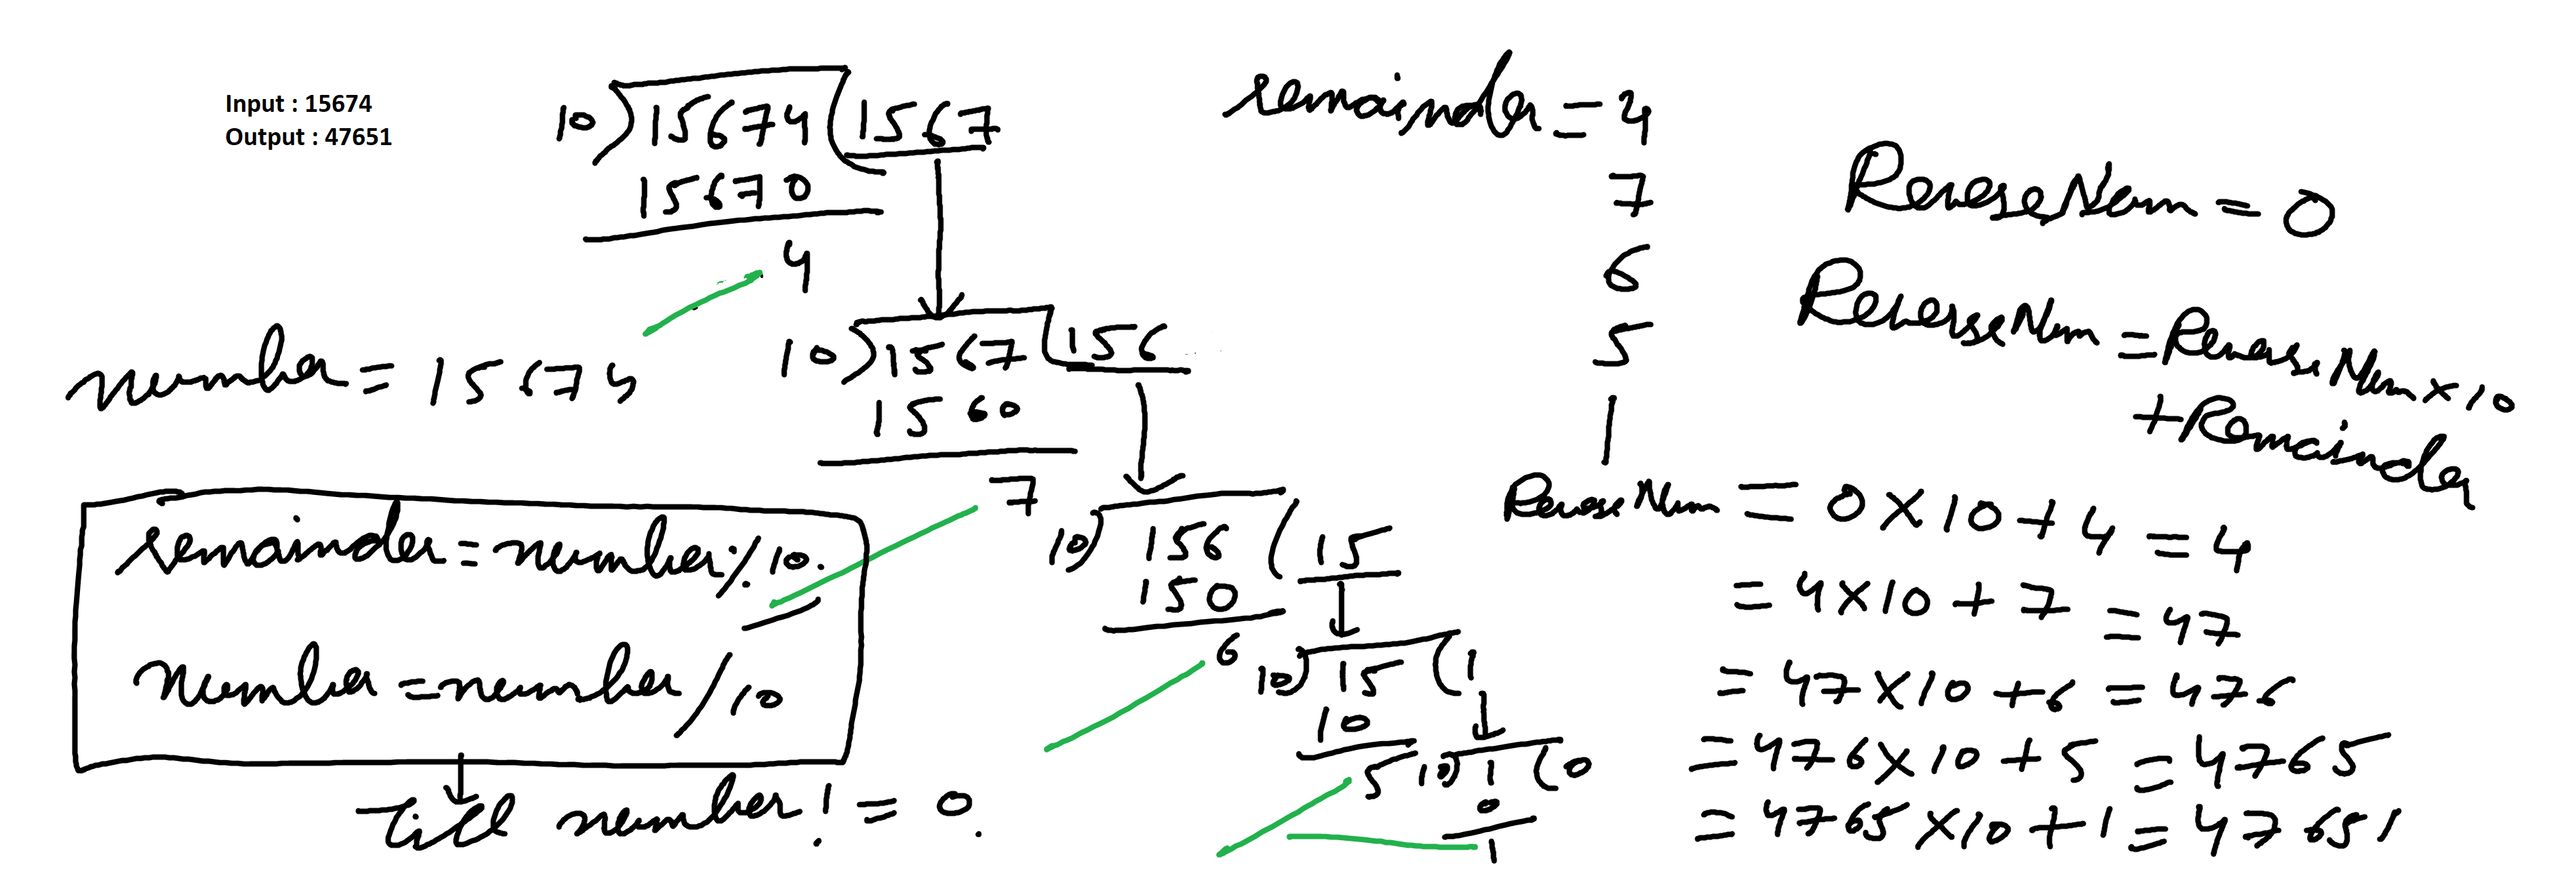 Input : 15674
Output : 47651
10) 15674 ( 1567
15670
4
10) 1567 ( 156
1560
7
10) 156 ( 15
150
6
10) 15 ( 1
10
5
10) 1 ( 0
0
1
number = 15674
remainder = number % 10.
Number = number / 10
Till number != 0.
remainder = 4
7
6
5
1
RevereseNum = 0
ReverseNum = ReverseNum × 10
+ Remainder
ReverseNum = 0 × 10 + 4 = 4
= 4 × 10 + 7 = 47
= 47 × 10 + 6 = 476
= 476 × 10 + 5 = 4765
= 4765 × 10 + 1 = 47651